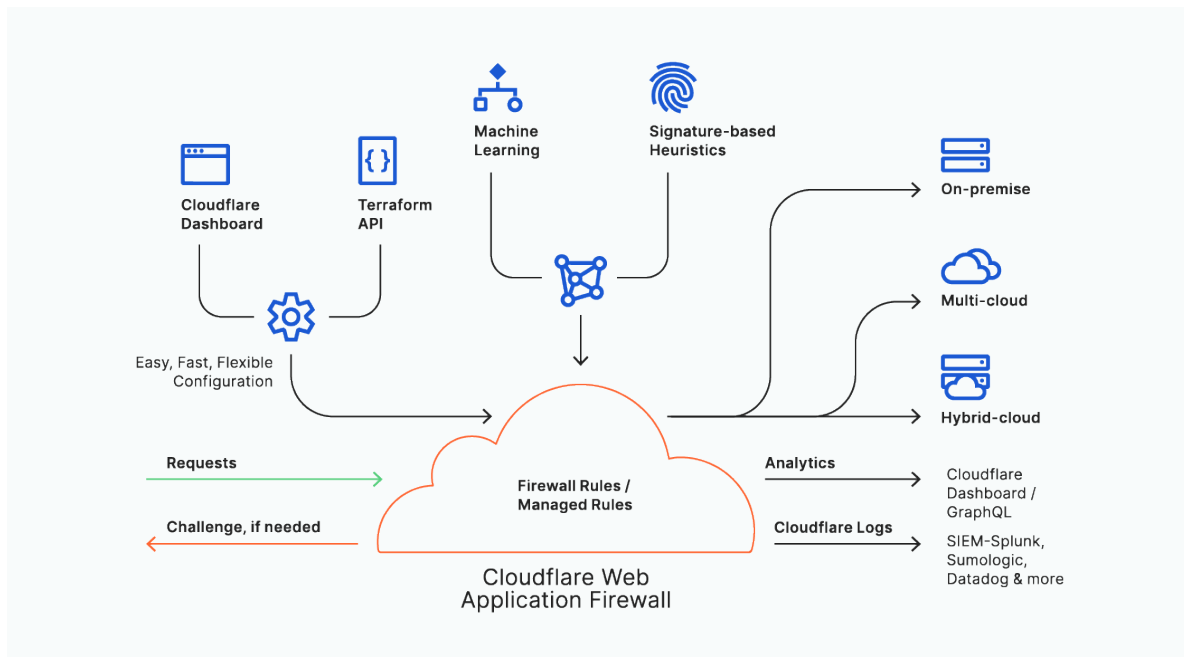 Machine
Learning
Signature-based
Heuristics
Cloudflare
Dashboard
Terraform
API
On-premise
Multi-cloud
Easy, Fast, Flexible
Configuration
Hybrid-cloud
Requests
Challenge, if needed
Firewall Rules /
Managed Rules
Analytics
Cloudflare
Dashboard /
GraphQL
Cloudflare Logs
SIEM-Splunk,
Sumologic,
Datadog & more
Cloudflare Web
Application Firewall